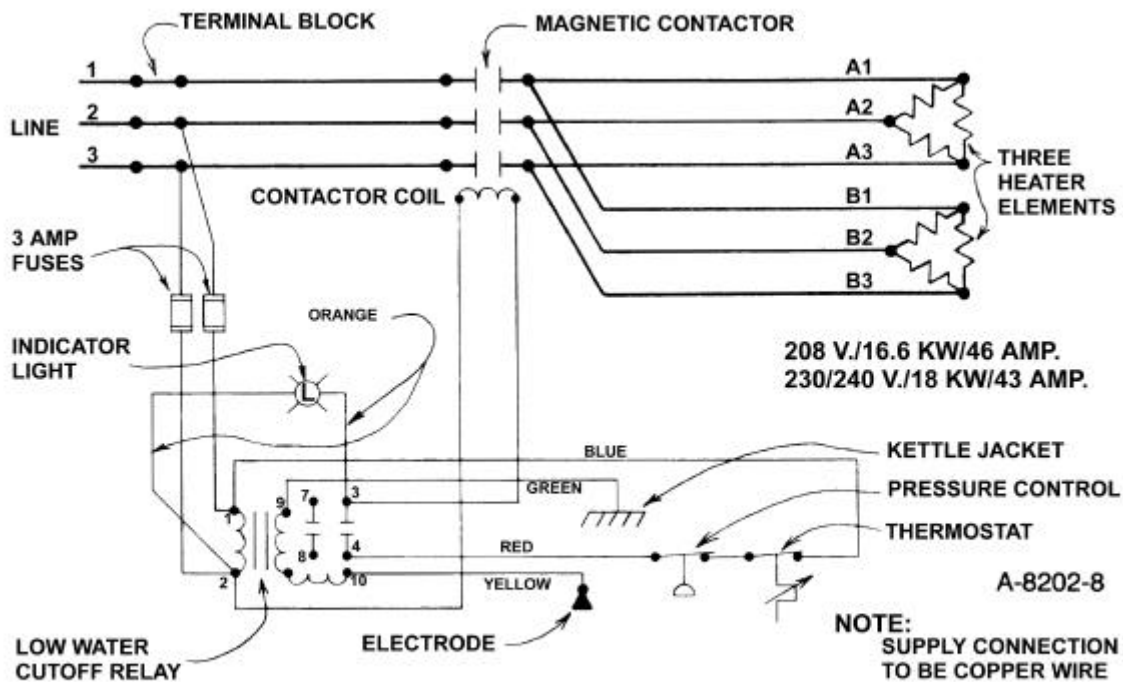 TERMINAL BLOCK
MAGNETIC CONTACTOR
1
A1
LINE
2
A2
3
A3
THREE
HEATER
ELEMENTS
CONTACTOR COIL
B1
B2
B3
3 AMP
FUSES
ORANGE
INDICATOR
LIGHT
L
208 V./16.6 KW/46 AMP.
230/240 V./18 KW/43 AMP.
BLUE
KETTLE JACKET
GREEN
PRESSURE CONTROL
1
9
7
3
THERMOSTAT
RED
8
4
2
10
YELLOW
A-8202-8
ELECTRODE
LOW WATER
CUTOFF RELAY
NOTE:
SUPPLY CONNECTION
TO BE COPPER WIRE